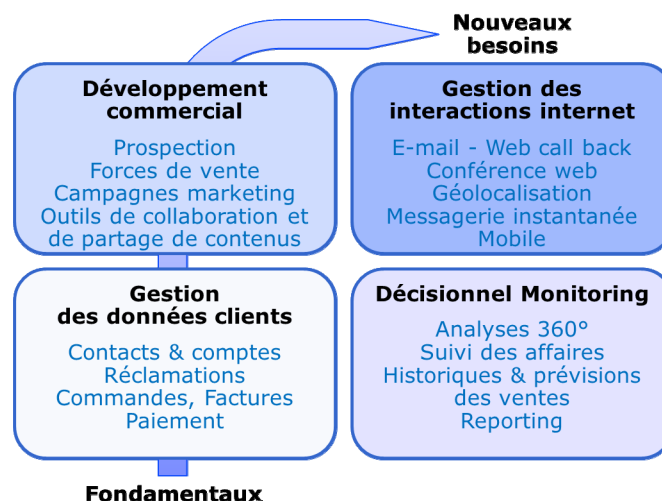 Nouveaux
besoins
Développement
commercial
Prospection
Forces de vente
Campagnes marketing
Outils de collaboration et
de partage de contenus
Gestion des
interactions internet
E-mail - Web call back
Conférence web
Géolocalisation
Messagerie instantanée
Mobile
Gestion
des données clients
Contacts & comptes
Réclamations
Commandes, Factures
Paiement
Décisionnel Monitoring
Analyses 360°
Suivi des affaires
Historiques & prévisions
des ventes
Reporting
Fondamentaux